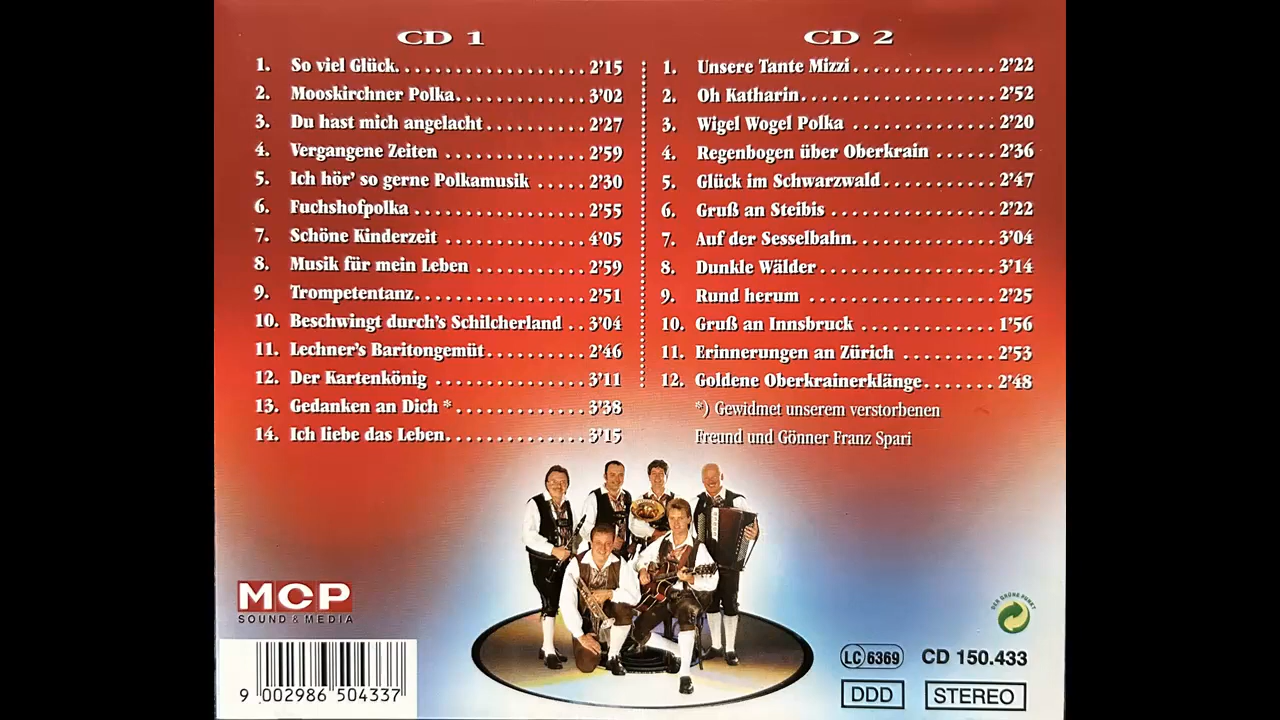 CD 1
1. So viel Glück. . . . . . . . . . . . . . . . . . . 2'15
2. Mooskirchner Polka. . . . . . . . . . . . . 3'02
3. Du hast mich angelacht . . . . . . . . . . 2'27
4. Vergangene Zeiten . . . . . . . . . . . . . . 2'59
5. Ich hör' so gerne Polkamusik . . . . . 2'30
6. Fuchshofpolka . . . . . . . . . . . . . . . . . 2'55
7. Schöne Kinderzeit . . . . . . . . . . . . . . 4'05
8. Musik für mein Leben . . . . . . . . . . . 2'59
9. Trompetentanz. . . . . . . . . . . . . . . . . 2'51
10. Beschwingt durch's Schilcherland . . 3'04
11. Lechner's Baritongemüt. . . . . . . . . . 2'46
12. Der Kartenkönig . . . . . . . . . . . . . . . 3'11
13. Gedanken an Dich * . . . . . . . . . . . . . 3'38
14. Ich liebe das Leben. . . . . . . . . . . . . . 3'15
CD 2
1. Unsere Tante Mizzi . . . . . . . . . . . . . . 2'22
2. Oh Katharin. . . . . . . . . . . . . . . . . . . 2'52
3. Wigel Wogel Polka . . . . . . . . . . . . . . 2'20
4. Regenbogen über Oberkrain . . . . . . 2'36
5. Glück im Schwarzwald . . . . . . . . . . . 2'47
6. Gruß an Steibis . . . . . . . . . . . . . . . . 2'22
7. Auf der Sesselbahn. . . . . . . . . . . . . . 3'04
8. Dunkle Wälder . . . . . . . . . . . . . . . . . 3'14
9. Rund herum . . . . . . . . . . . . . . . . . . 2'25
10. Gruß an Innsbruck . . . . . . . . . . . . . 1'56
11. Erinnerungen an Zürich . . . . . . . . . 2'53
12. Goldene Oberkrainerklänge. . . . . . . 2'48
*) Gewidmet unserem verstorbenen
Freund und Gönner Franz Spari
MCP
SOUND & MEDIA
9 002986 504337
DER GRÜNE PUNKT
LC 6369
CD 150.433
DDD
STEREO